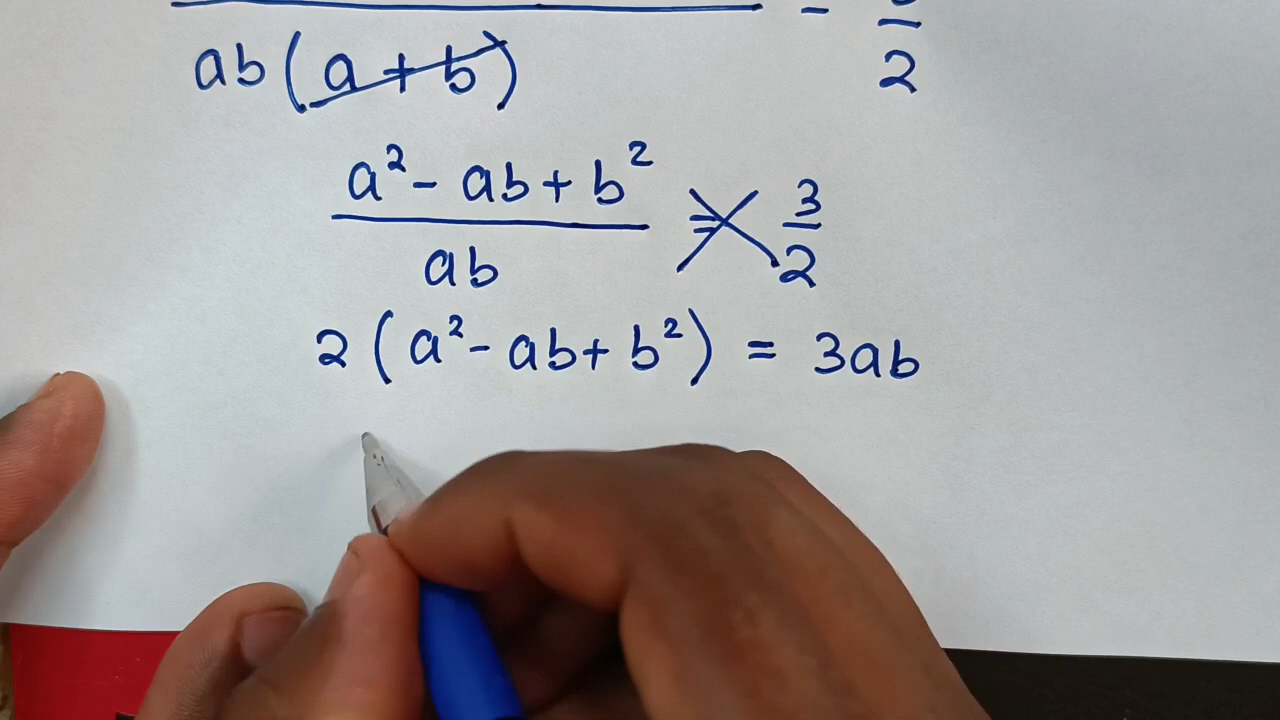 ab(a + b) - 2
a² - ab + b² / ab = 3/2
2(a² - ab + b²) = 3ab